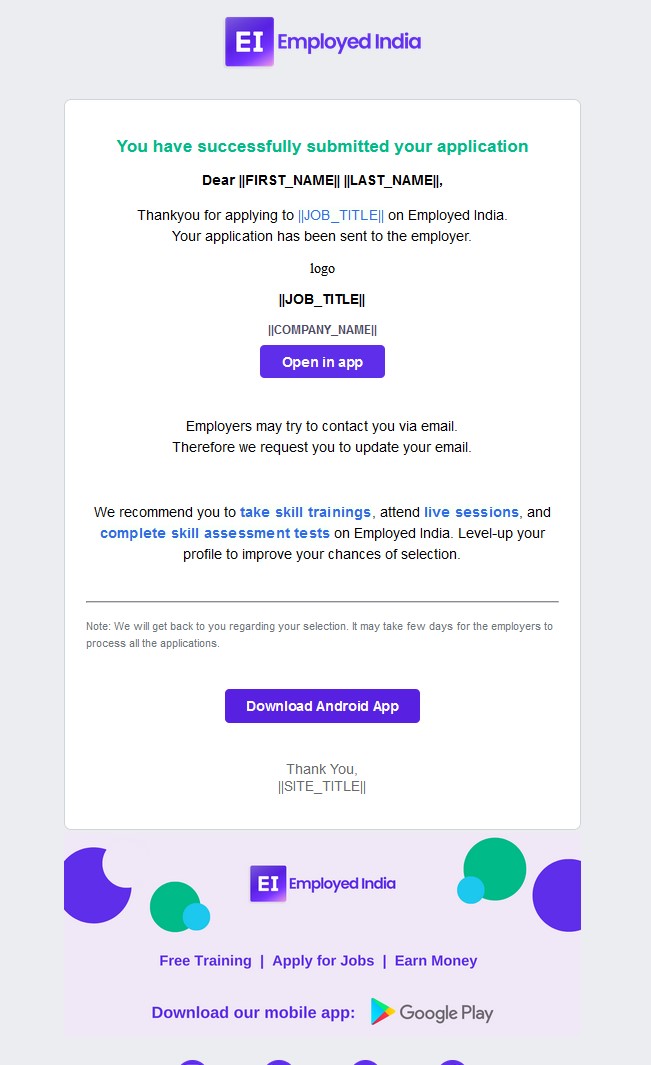 EI Employed India
You have successfully submitted your application
Dear ||FIRST_NAME|| ||LAST_NAME||,
Thankyou for applying to ||JOB_TITLE|| on Employed India.
Your application has been sent to the employer.
logo
||JOB_TITLE||
||COMPANY_NAME||
Open in app
Employers may try to contact you via email.
Therefore we request you to update your email.
We recommend you to take skill trainings, attend live sessions, and
complete skill assessment tests on Employed India. Level-up your
profile to improve your chances of selection.
Note: We will get back to you regarding your selection. It may take few days for the employers to
process all the applications.
Download Android App
Thank You,
||SITE_TITLE||
EI Employed India
Free Training | Apply for Jobs | Earn Money
Download our mobile app: Google Play